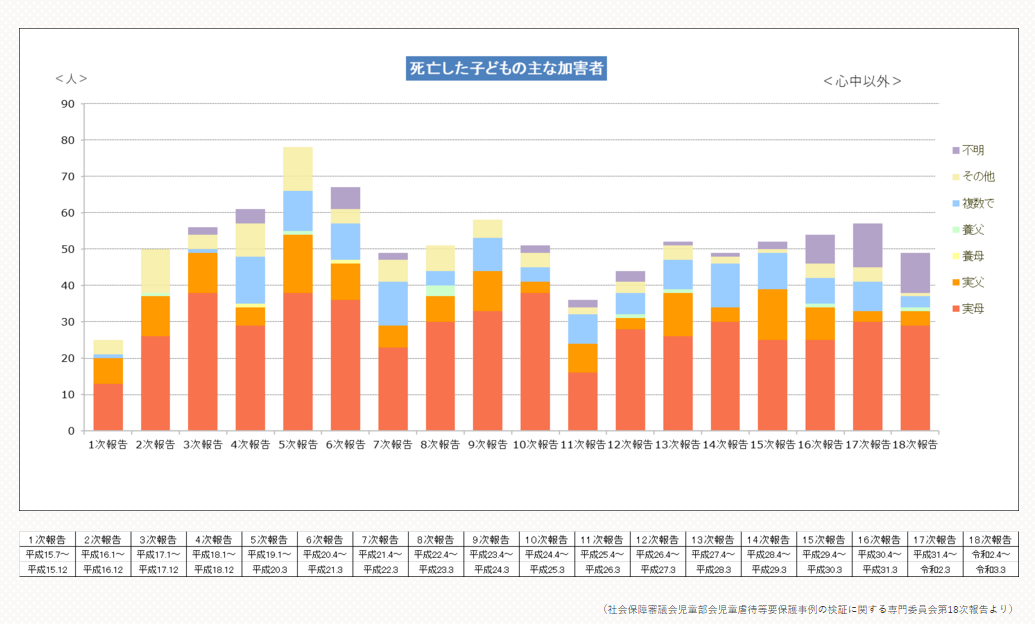 死亡した子どもの主な加害者
＜人＞
＜心中以外＞
90
80
70
60
50
40
30
20
10
0
不明
その他
複数で
養父
養母
実父
実母
1次報告 2次報告 3次報告 4次報告 5次報告 6次報告 7次報告 8次報告 9次報告 10次報告 11次報告 12次報告 13次報告 14次報告 15次報告 16次報告 17次報告 18次報告
1次報告 2次報告 3次報告 4次報告 5次報告 6次報告 7次報告 8次報告 9次報告 10次報告 11次報告 12次報告 13次報告 14次報告 15次報告 16次報告 17次報告 18次報告
平成15.7～ 平成16.1～ 平成17.1～ 平成18.1～ 平成19.1～ 平成20.4～ 平成21.4～ 平成22.4～ 平成23.4～ 平成24.4～ 平成25.4～ 平成26.4～ 平成27.4～ 平成28.4～ 平成29.4～ 平成30.4～ 平成31.4～ 令和2.4～
平成15.12 平成16.12 平成17.12 平成18.12 平成20.3 平成21.3 平成22.3 平成23.3 平成24.3 平成25.3 平成26.3 平成27.3 平成28.3 平成29.3 平成30.3 平成31.3 令和2.3 令和3.3
（社会保障審議会児童部会児童虐待等要保護事例の検証に関する専門委員会第18次報告より）